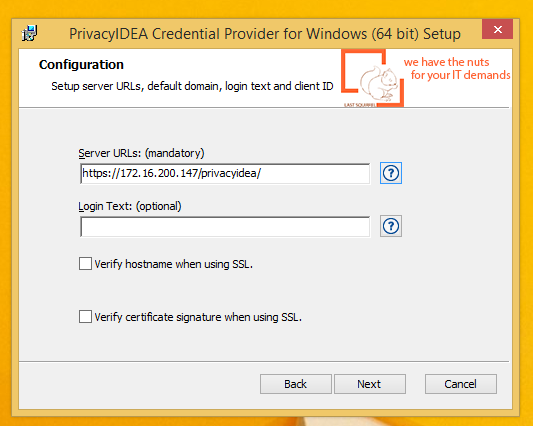 PrivacyIDEA Credential Provider for Windows (64 bit) Setup
Configuration
Setup server URLs, default domain, login text and client ID
we have the nuts
for your IT demands
LAST SQUIRREL
Server URLs: (mandatory)
https://172.16.200.147/privacyidea/
?
Login Text: (optional)
?
Verify hostname when using SSL.
Verify certificate signature when using SSL.
Back
Next
Cancel